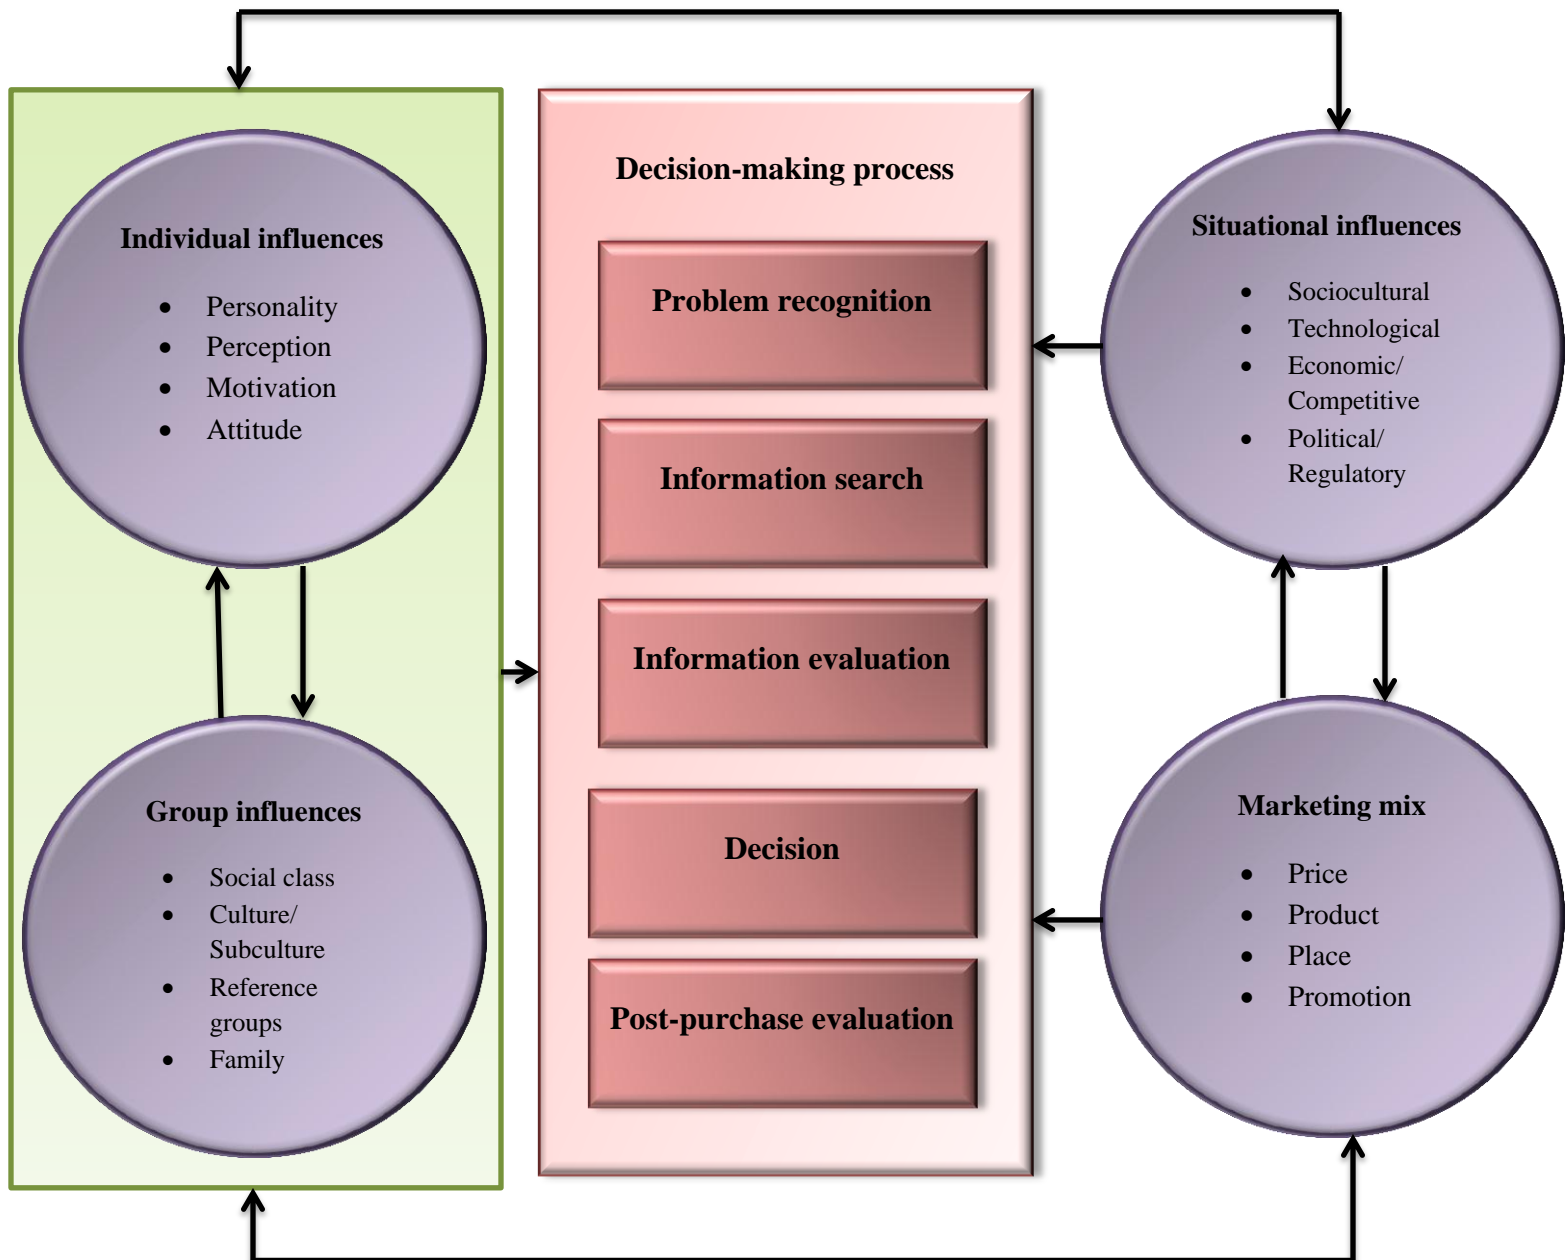 Individual influences
• Personality
• Perception
• Motivation
• Attitude
Group influences
• Social class
• Culture/
Subculture
• Reference
groups
• Family
Decision-making process
Problem recognition
Information search
Information evaluation
Decision
Post-purchase evaluation
Situational influences
• Sociocultural
• Technological
• Economic/
Competitive
• Political/
Regulatory
Marketing mix
• Price
• Product
• Place
• Promotion